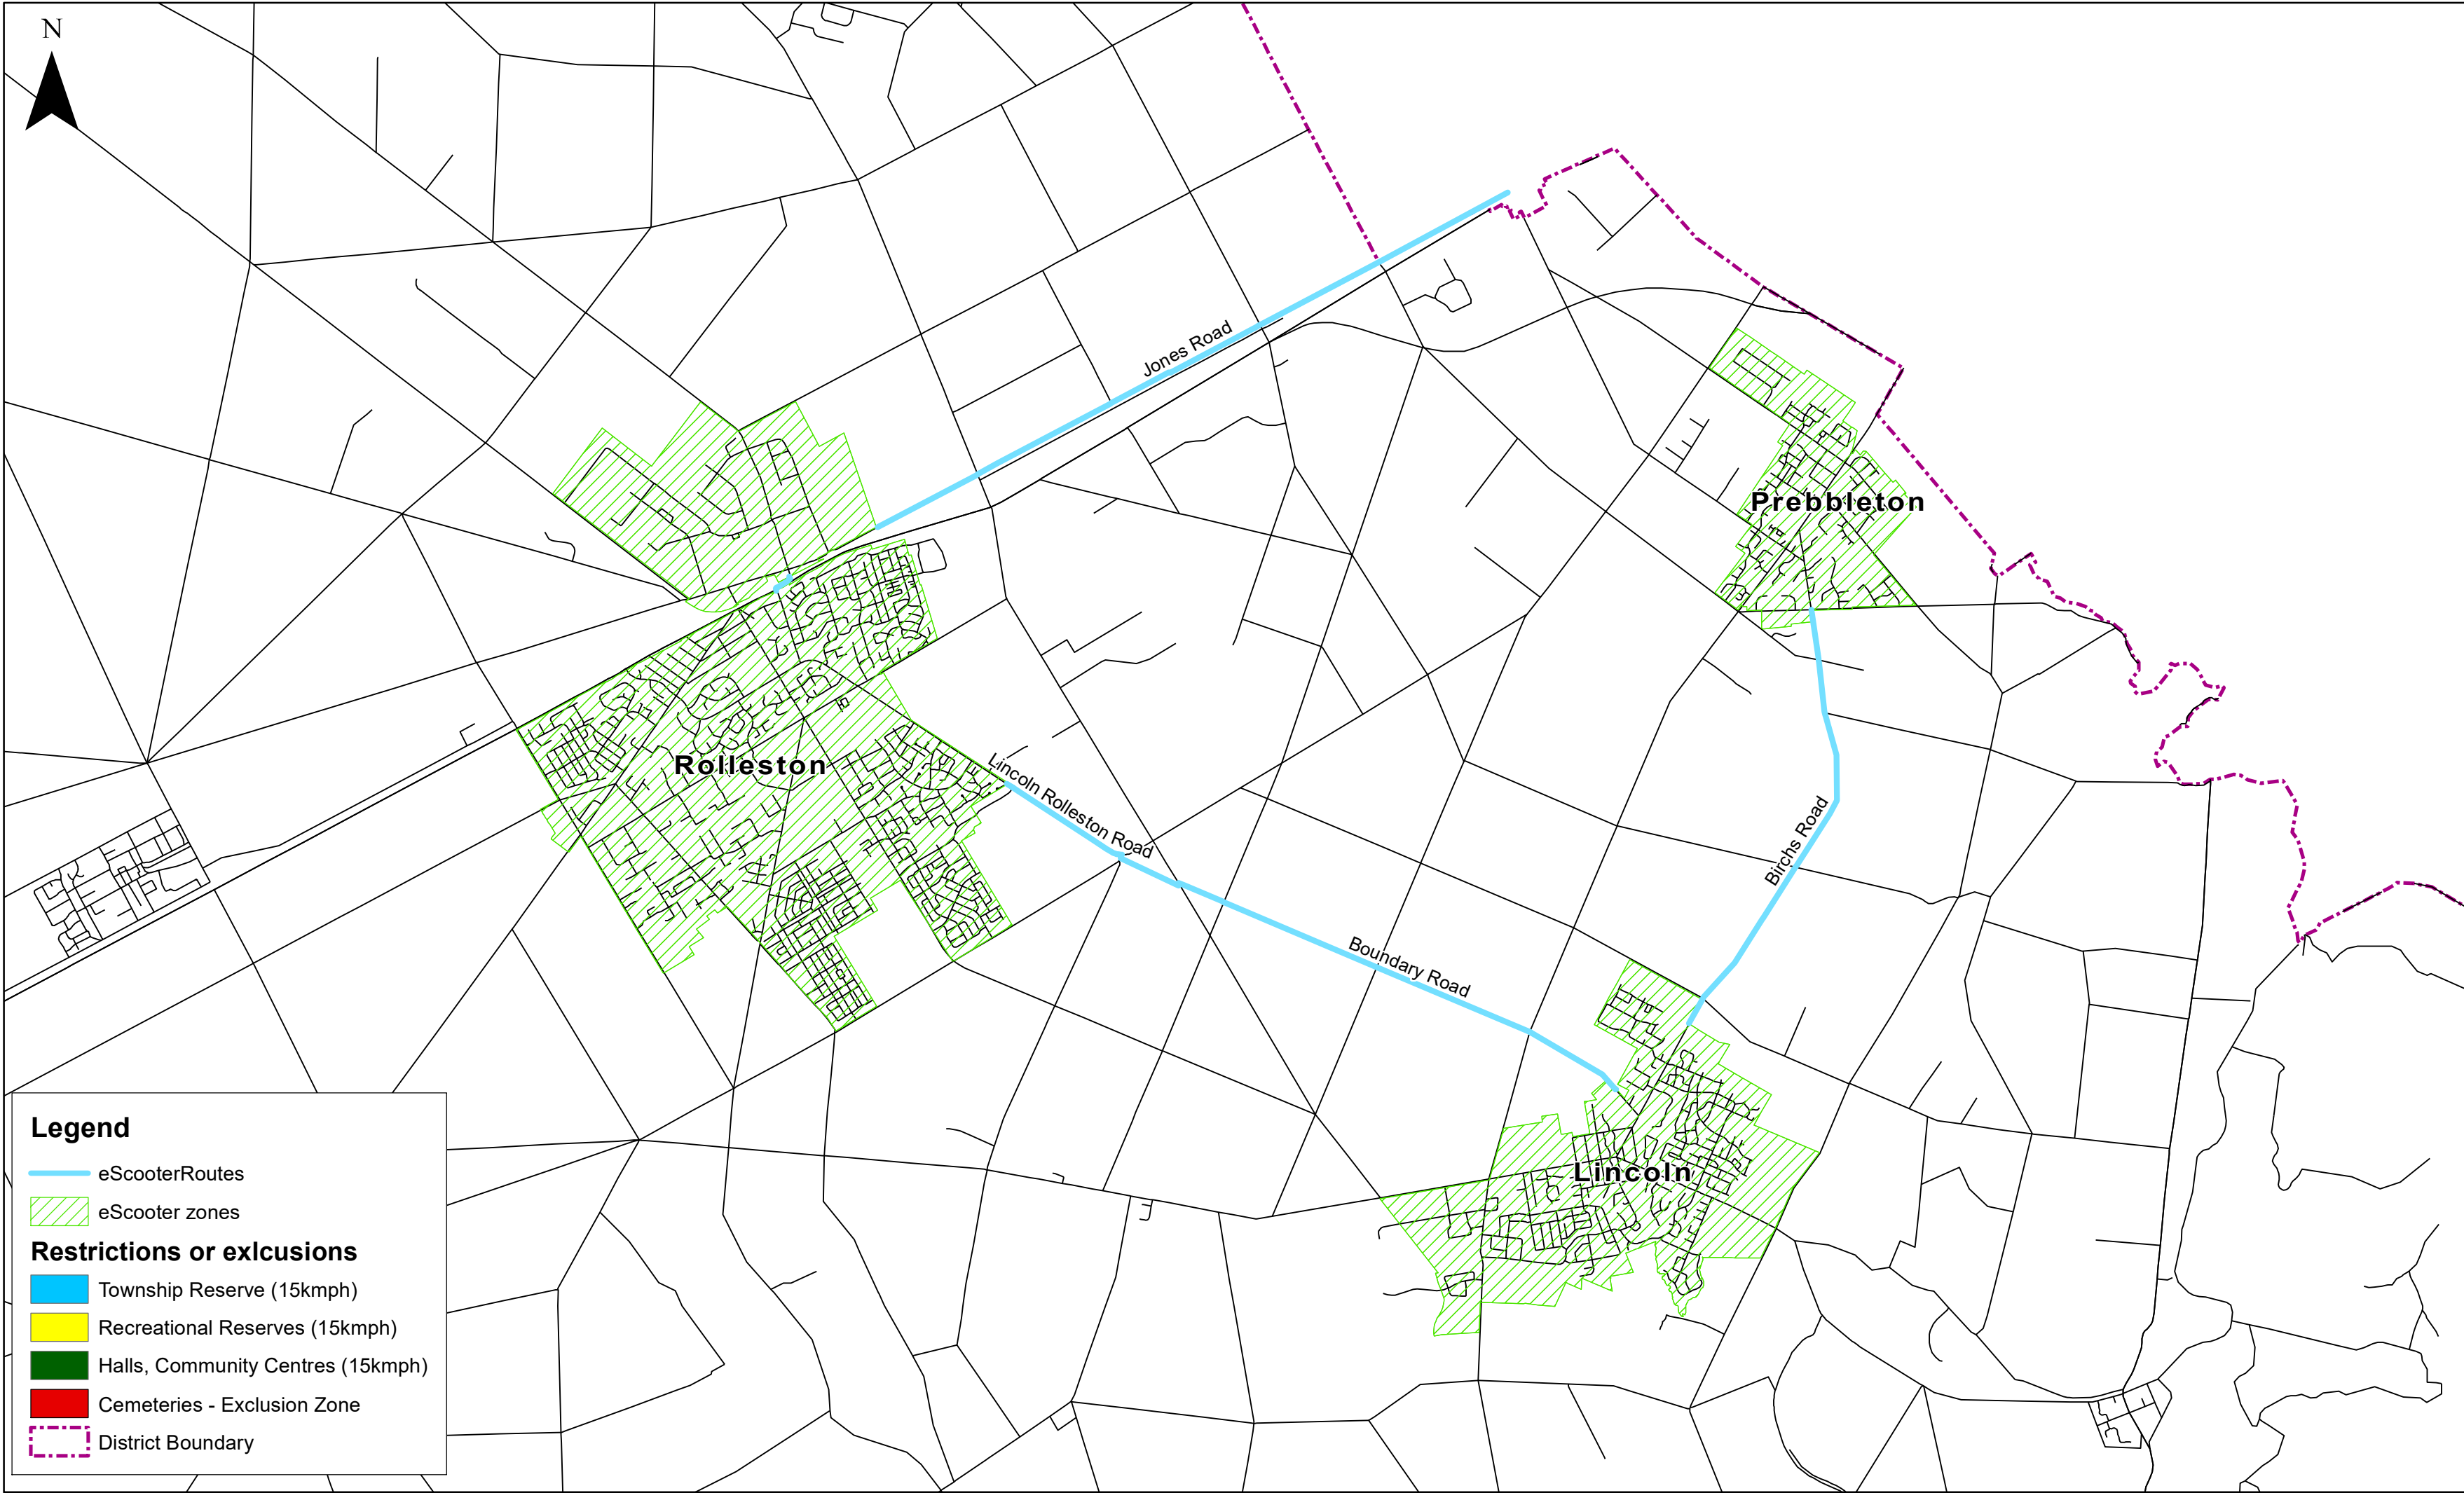 N
Jones Road
Prebbleton
Rolleston
Lincoln Rolleston Road
Birchs Road
Boundary Road
Lincoln
Legend
eScooterRoutes
eScooter zones
Restrictions or exlcusions
Township Reserve (15kmph)
Recreational Reserves (15kmph)
Halls, Community Centres (15kmph)
Cemeteries - Exclusion Zone
District Boundary